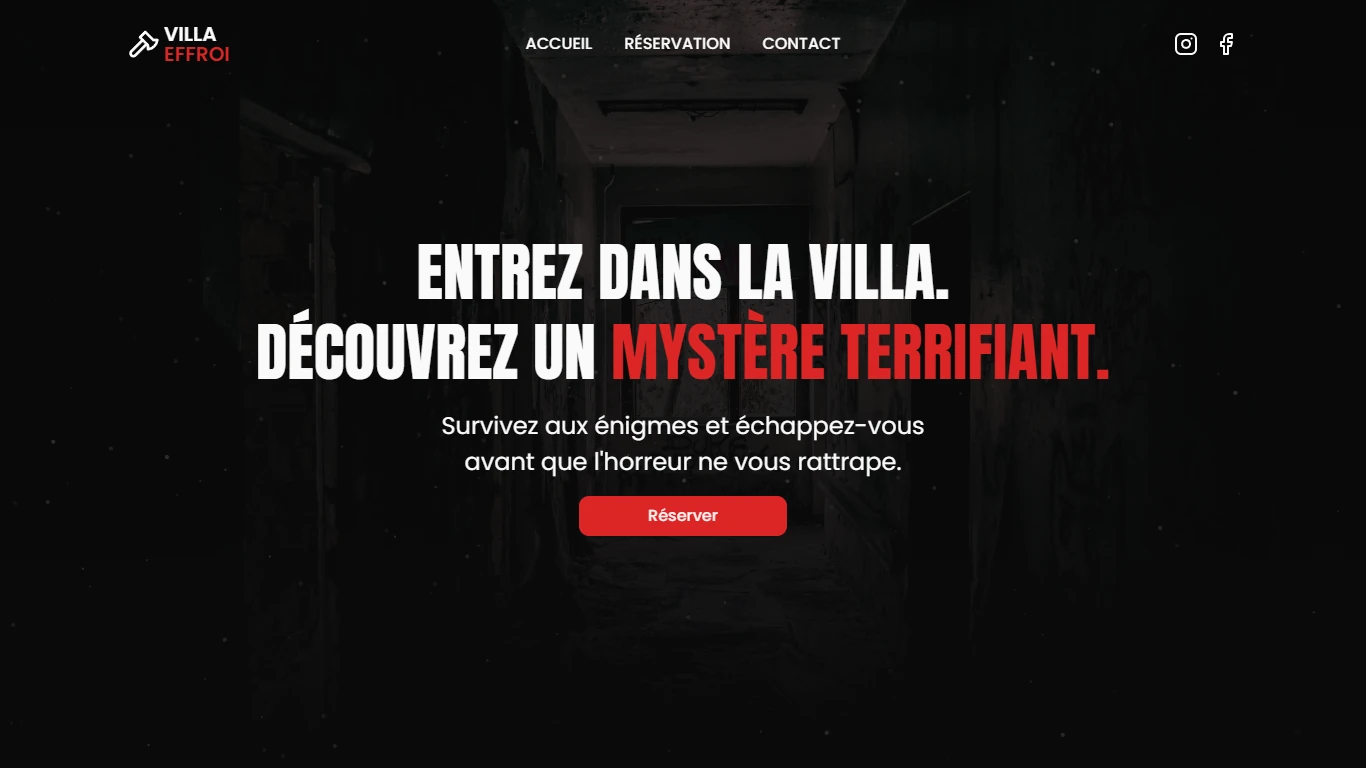 VILLA
EFFROI
ACCUEIL
RÉSERVATION
CONTACT
ENTREZ DANS LA VILLA.
DÉCOUVREZ UN MYSTÈRE TERRIFIANT.
Survivez aux énigmes et échappez-vous
avant que l'horreur ne vous rattrape.
Réserver